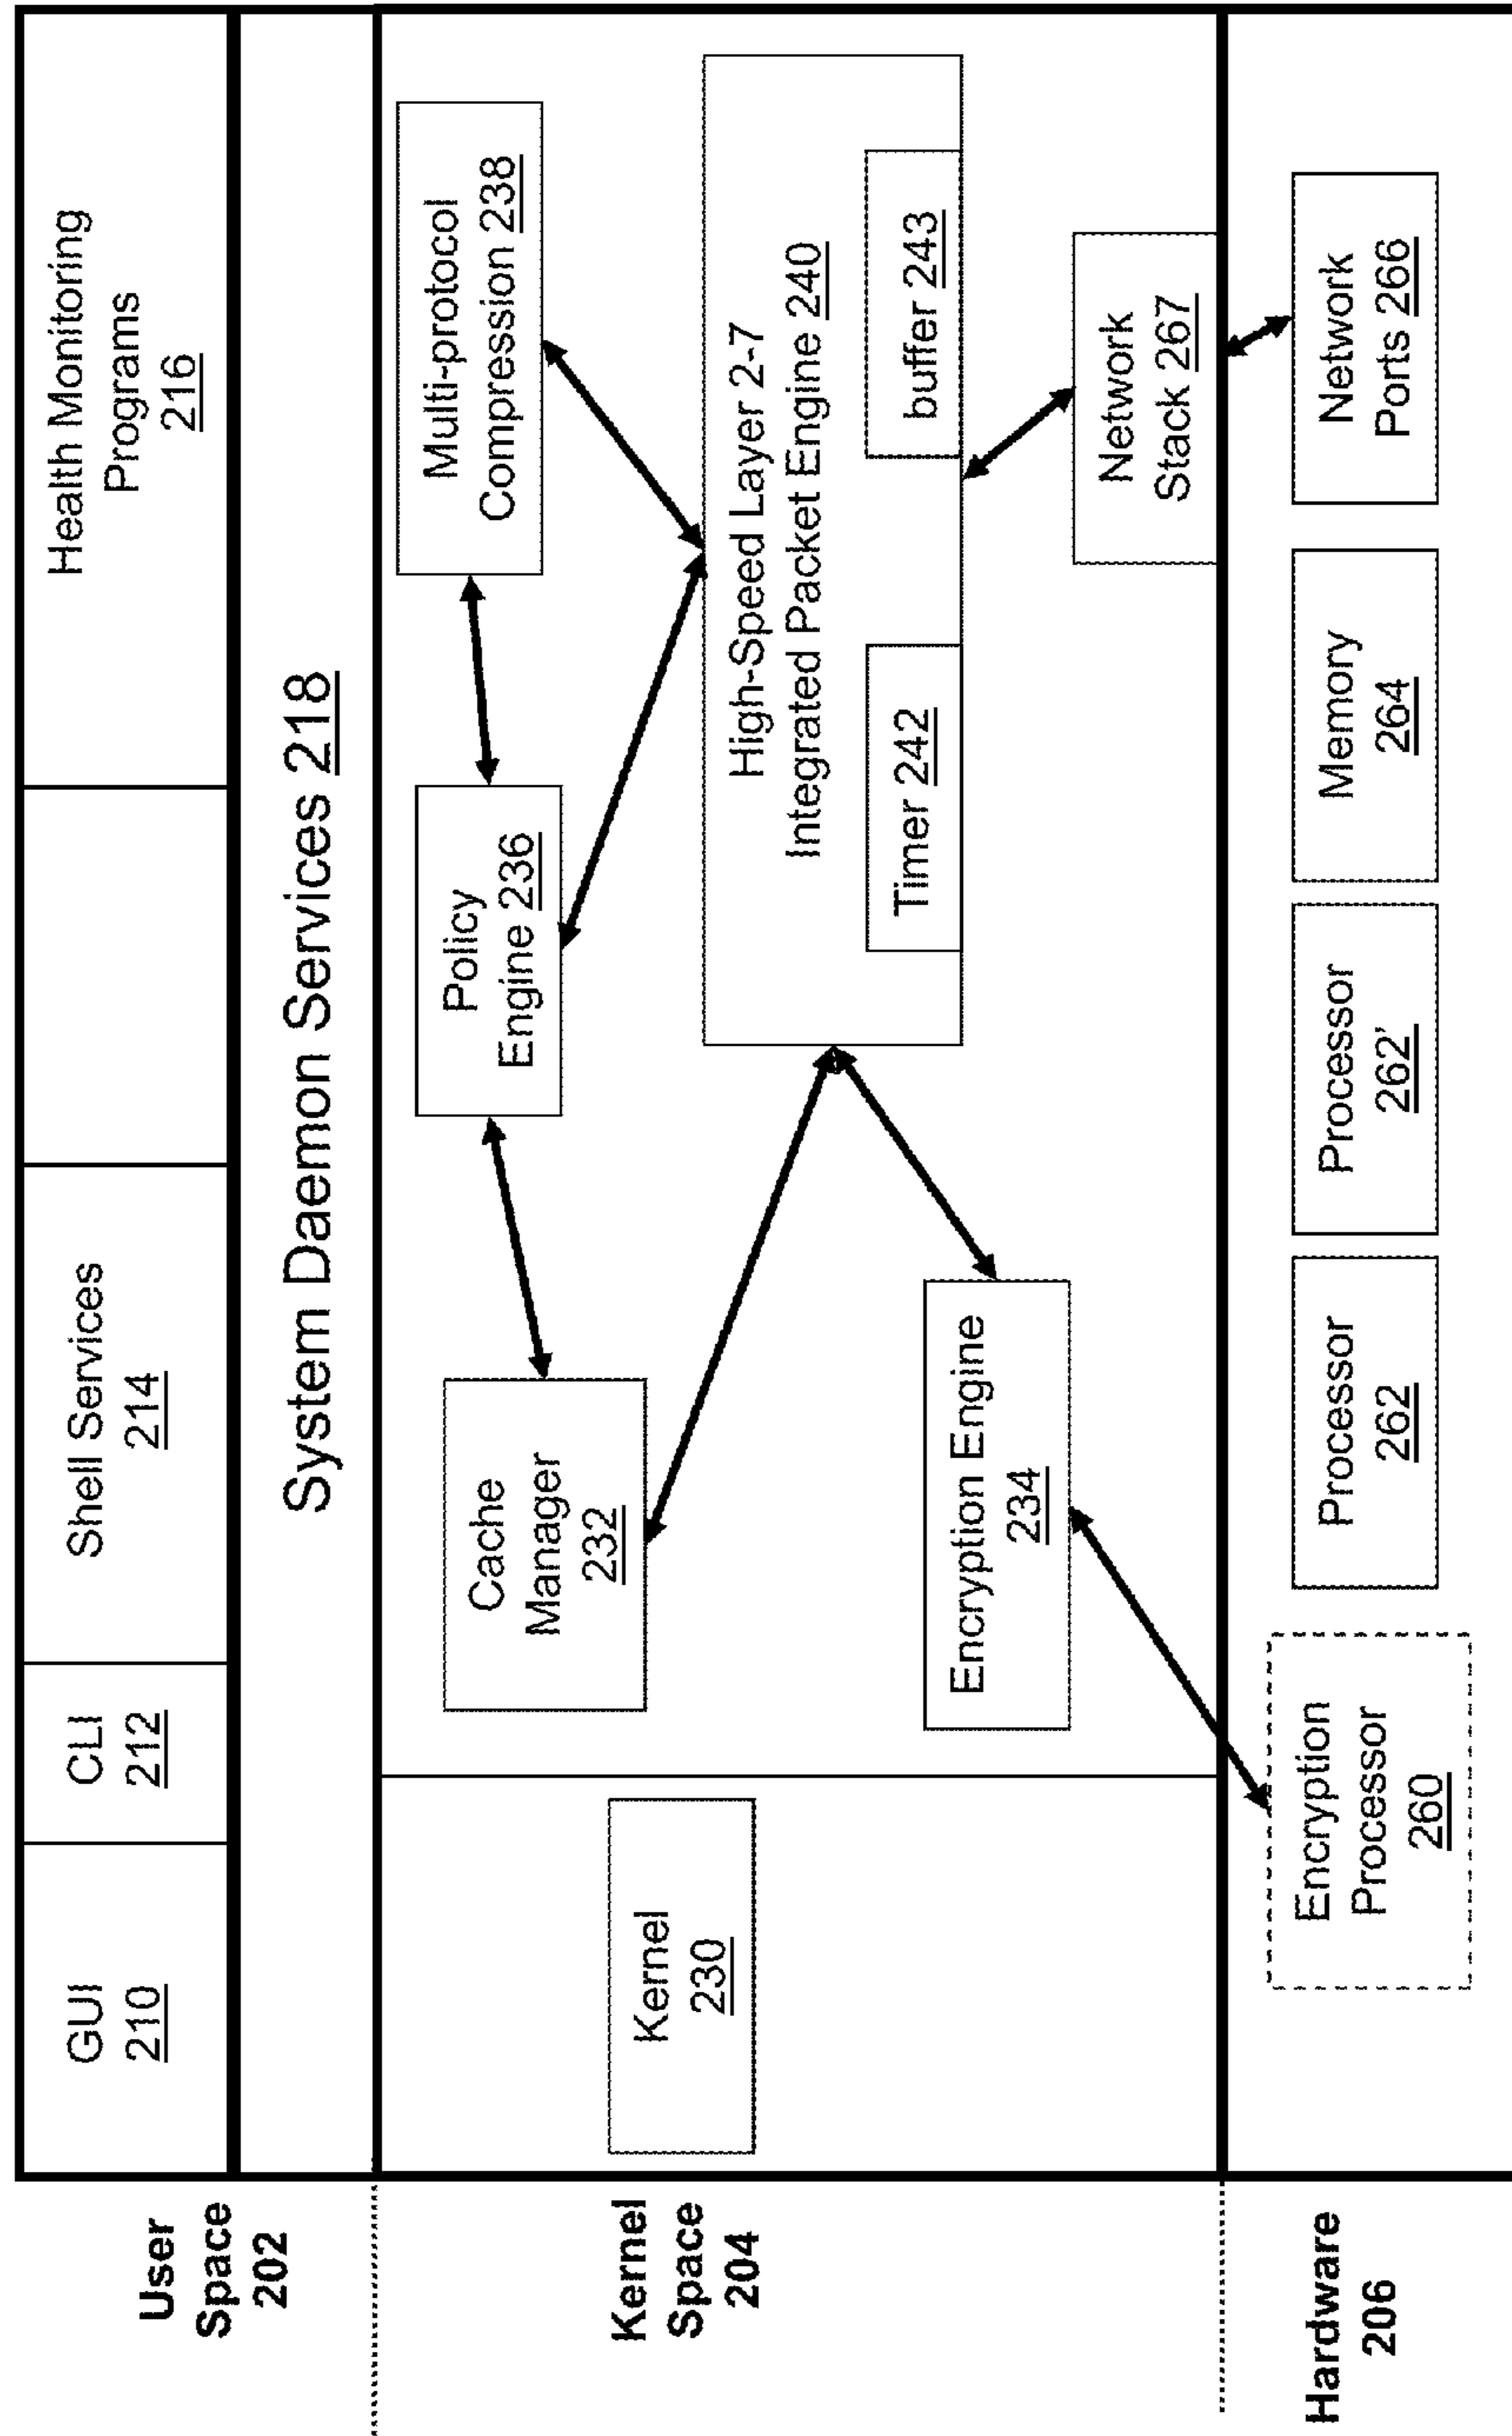 User
Space
202
GUI
210
CLI
212
Shell Services
214
Health Monitoring
Programs
216
System Daemon Services 218
Kernel
Space
204
Kernel
230
Cache
Manager
232
Policy
Engine 236
Multi-protocol
Compression 238
High-Speed Layer 2-7
Integrated Packet Engine 240
Timer 242
buffer 243
Encryption Engine
234
Network
Stack 267
Hardware
206
Encryption
Processor
260
Processor
262
Processor
262'
Memory
264
Network
Ports 266